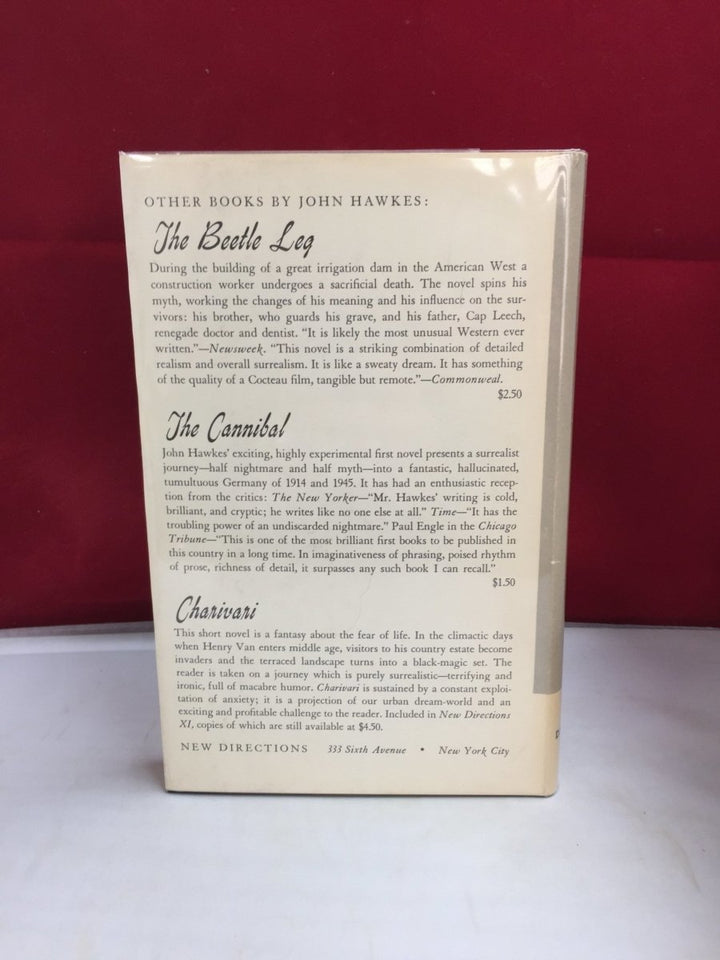 OTHER BOOKS BY JOHN HAWKES:
The Beetle Leg
During the building of a great irrigation dam in the American West a
construction worker undergoes a sacrificial death. The novel spins his
myth, working the changes of his meaning and his influence on the sur-
vivors: his brother, who guards his grave, and his father, Cap Leech,
renegade doctor and dentist. “It is likely the most unusual Western ever
written.”—Newsweek. “This novel is a striking combination of detailed
realism and overall surrealism. It is like a sweaty dream. It has something
of the quality of a Cocteau film, tangible but remote.”—Commonweal.
$2.50
The Cannibal
John Hawkes’ exciting, highly experimental first novel presents a surrealist
journey—half nightmare and half myth—into a fantastic, hallucinated,
tumultuous Germany of 1914 and 1945. It has had an enthusiastic recep-
tion from the critics: The New Yorker—“Mr. Hawkes’ writing is cold,
brilliant, and cryptic; he writes like no one else at all.” Time—“It has the
troubling power of an undiscarded nightmare.” Paul Engle in the Chicago
Tribune—“This is one of the most brilliant first books to be published in
this country in a long time. In imaginativeness of phrasing, poised rhythm
of prose, richness of detail, it surpasses any such book I can recall.”
$1.50
Charivari
This short novel is a fantasy about the fear of life. In the climactic days
when Henry Van enters middle age, visitors to his country estate become
invaders and the terraced landscape turns into a black-magic set. The
reader is taken on a journey which is purely surrealistic—terrifying and
ironic, full of macabre humor. Charivari is sustained by a constant exploi-
tation of anxiety; it is a projection of our urban dream-world and an
exciting and profitable challenge to the reader. Included in New Directions
XI, copies of which are still available at $4.50.
NEW DIRECTIONS 333 Sixth Avenue • New York City